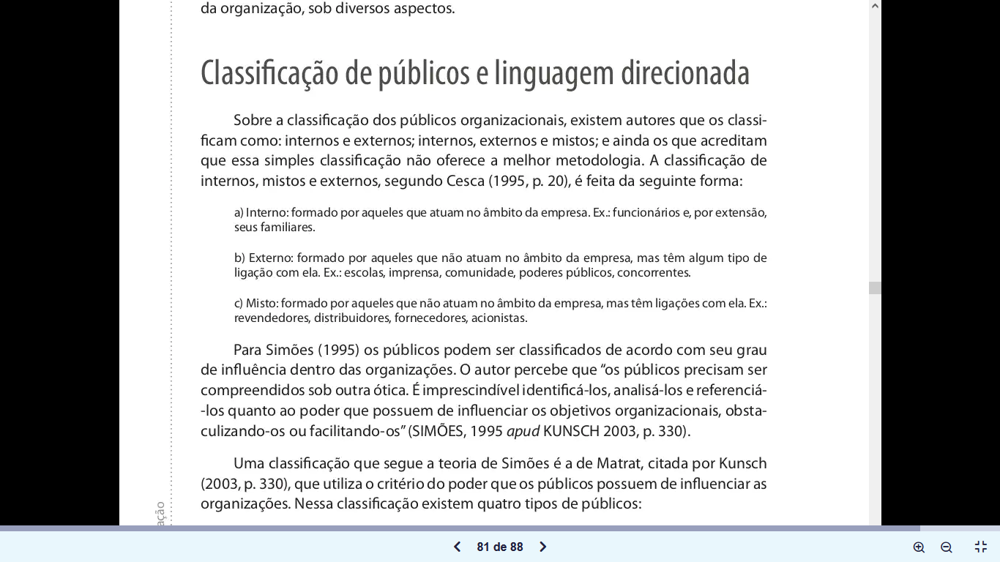 da organização, sob diversos aspectos.
Classificação de públicos e linguagem direcionada
Sobre a classificação dos públicos organizacionais, existem autores que os classi-
ficam como: internos e externos; internos, externos e mistos; e ainda os que acreditam
que essa simples classificação não oferece a melhor metodologia. A classificação de
internos, mistos e externos, segundo Cesca (1995, p. 20), é feita da seguinte forma:
a) Interno: formado por aqueles que atuam no âmbito da empresa. Ex.: funcionários e, por extensão,
seus familiares.
b) Externo: formado por aqueles que não atuam no âmbito da empresa, mas têm algum tipo de
ligação com ela. Ex.: escolas, imprensa, comunidade, poderes públicos, concorrentes.
c) Misto: formado por aqueles que não atuam no âmbito da empresa, mas têm ligações com ela. Ex.:
revendedores, distribuidores, fornecedores, acionistas.
Para Simões (1995) os públicos podem ser classificados de acordo com seu grau
de influência dentro das organizações. O autor percebe que “os públicos precisam ser
compreendidos sob outra ótica. É imprescindível identificá-los, analisá-los e referenciá-
-los quanto ao poder que possuem de influenciar os objetivos organizacionais, obsta-
culizando-os ou facilitando-os” (SIMÕES, 1995 apud KUNSCH 2003, p. 330).
Uma classificação que segue a teoria de Simões é a de Matrat, citada por Kunsch
(2003, p. 330), que utiliza o critério do poder que os públicos possuem de influenciar as
organizações. Nessa classificação existem quatro tipos de públicos:
ação
81 de 88